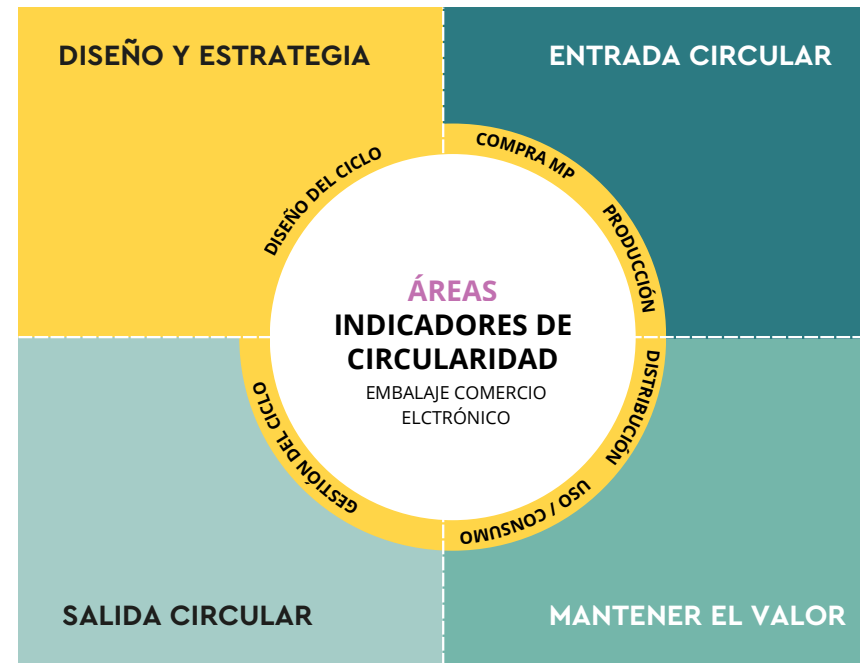 DISEÑO Y ESTRATEGIA
ENTRADA CIRCULAR
DISEÑO DEL CICLO
COMPRA MP
PRODUCCIÓN
ÁREAS
INDICADORES DE
CIRCULARIDAD
EMBALAJE COMERCIO
ELCTRÓNICO
DISTRIBUCIÓN
USO / CONSUMO
GESTIÓN DEL CICLO
SALIDA CIRCULAR
MANTENER EL VALOR